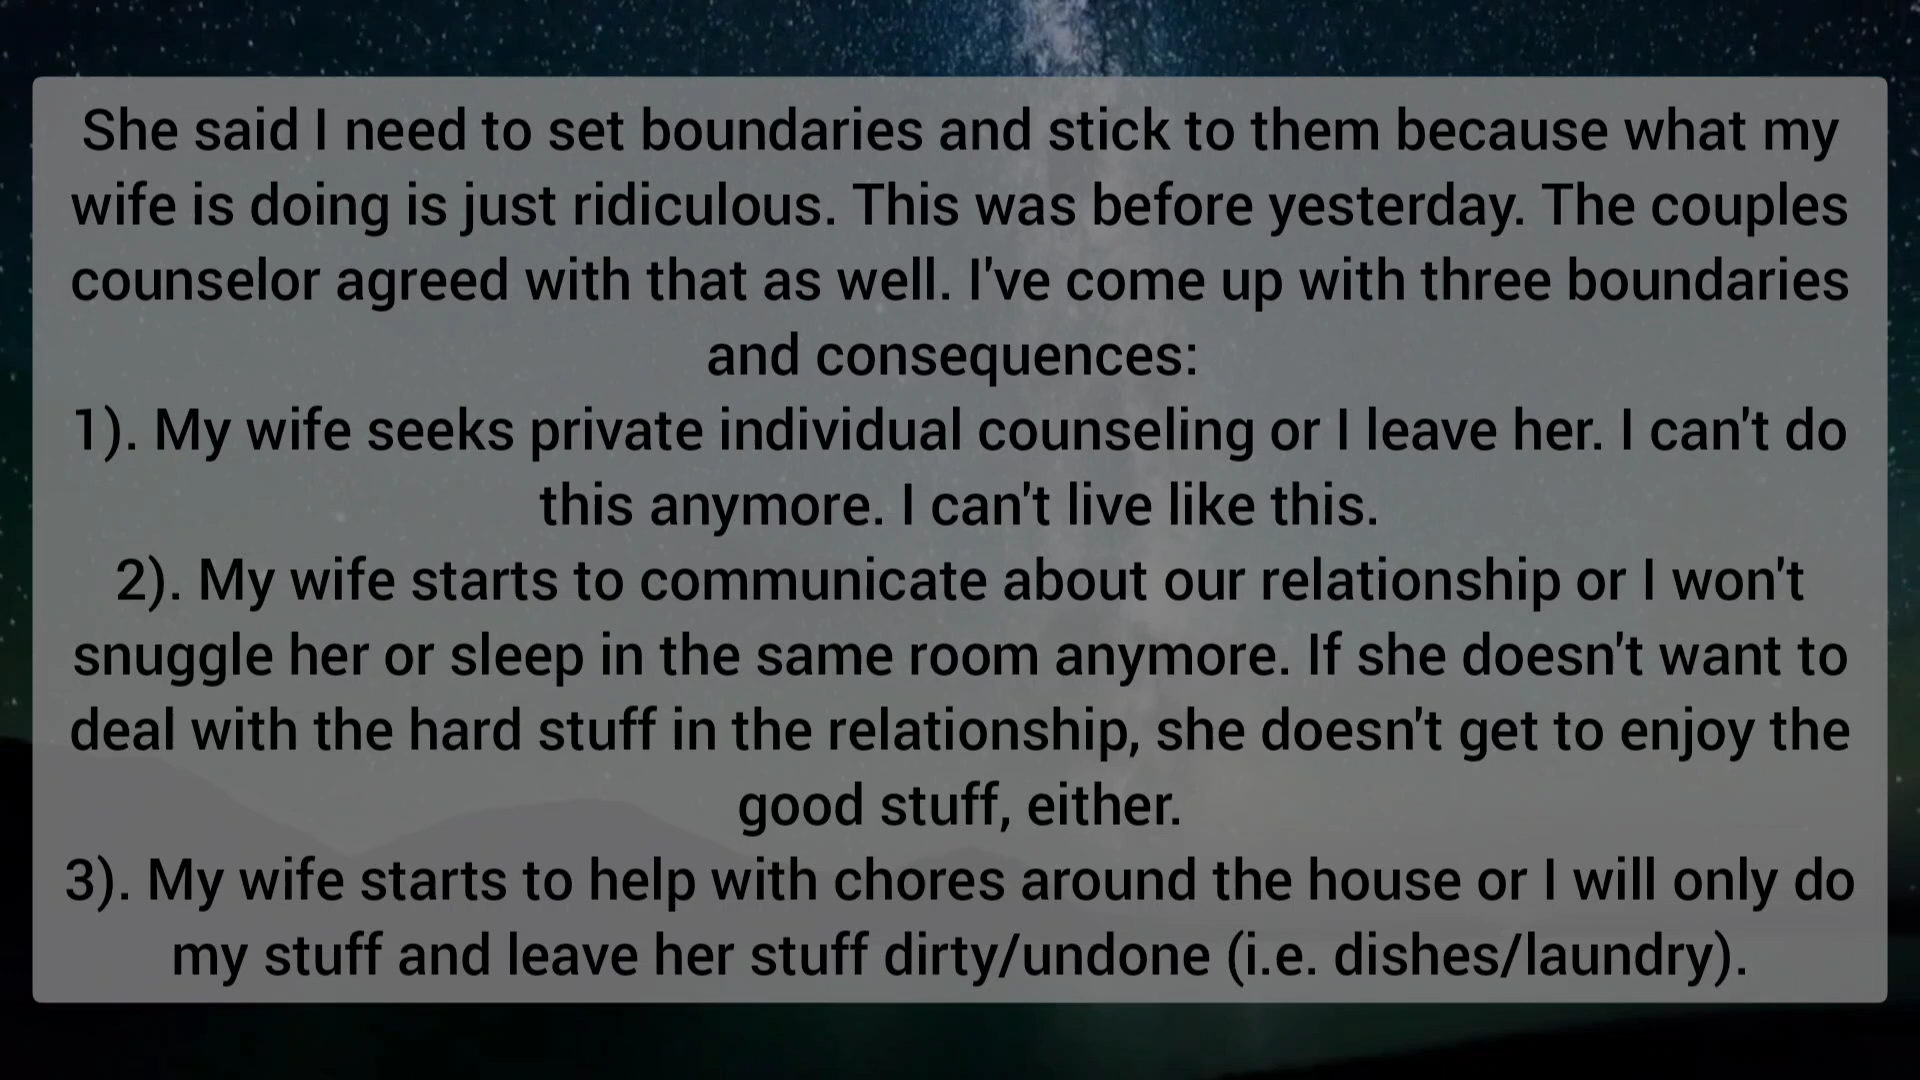 She said I need to set boundaries and stick to them because what my
wife is doing is just ridiculous. This was before yesterday. The couples
counselor agreed with that as well. I've come up with three boundaries
and consequences:
1). My wife seeks private individual counseling or I leave her. I can't do
this anymore. I can't live like this.
2). My wife starts to communicate about our relationship or I won't
snuggle her or sleep in the same room anymore. If she doesn't want to
deal with the hard stuff in the relationship, she doesn't get to enjoy the
good stuff, either.
3). My wife starts to help with chores around the house or I will only do
my stuff and leave her stuff dirty/undone (i.e. dishes/laundry).